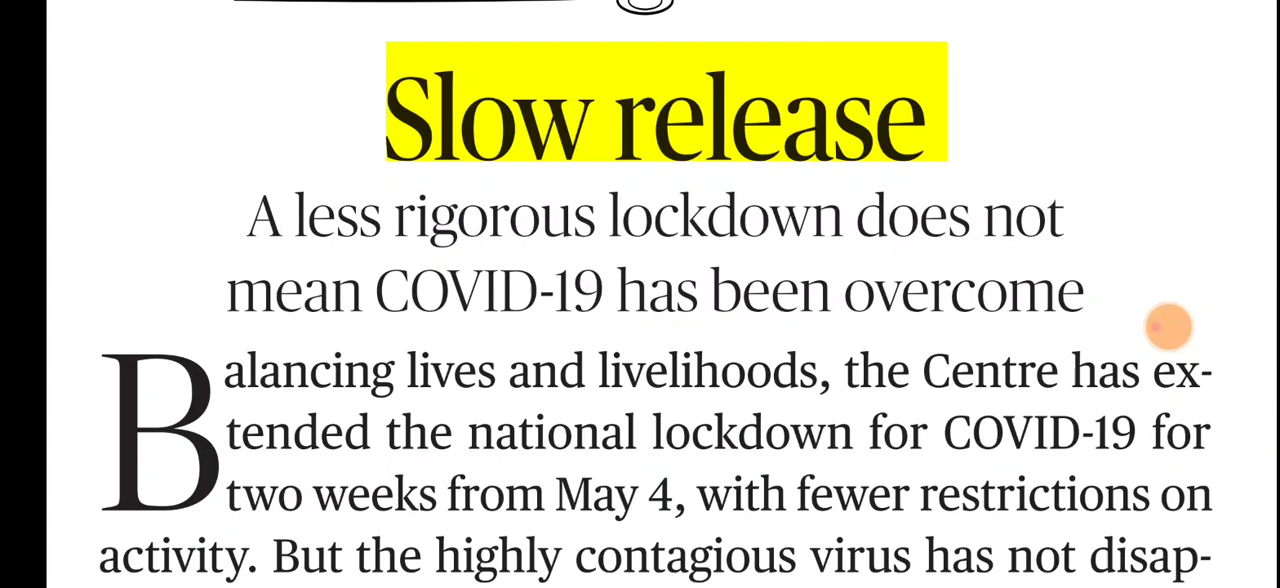 Slow release
A less rigorous lockdown does not
mean COVID-19 has been overcome
Balancing lives and livelihoods, the Centre has ex-
tended the national lockdown for COVID-19 for
two weeks from May 4, with fewer restrictions on
activity. But the highly contagious virus has not disap-